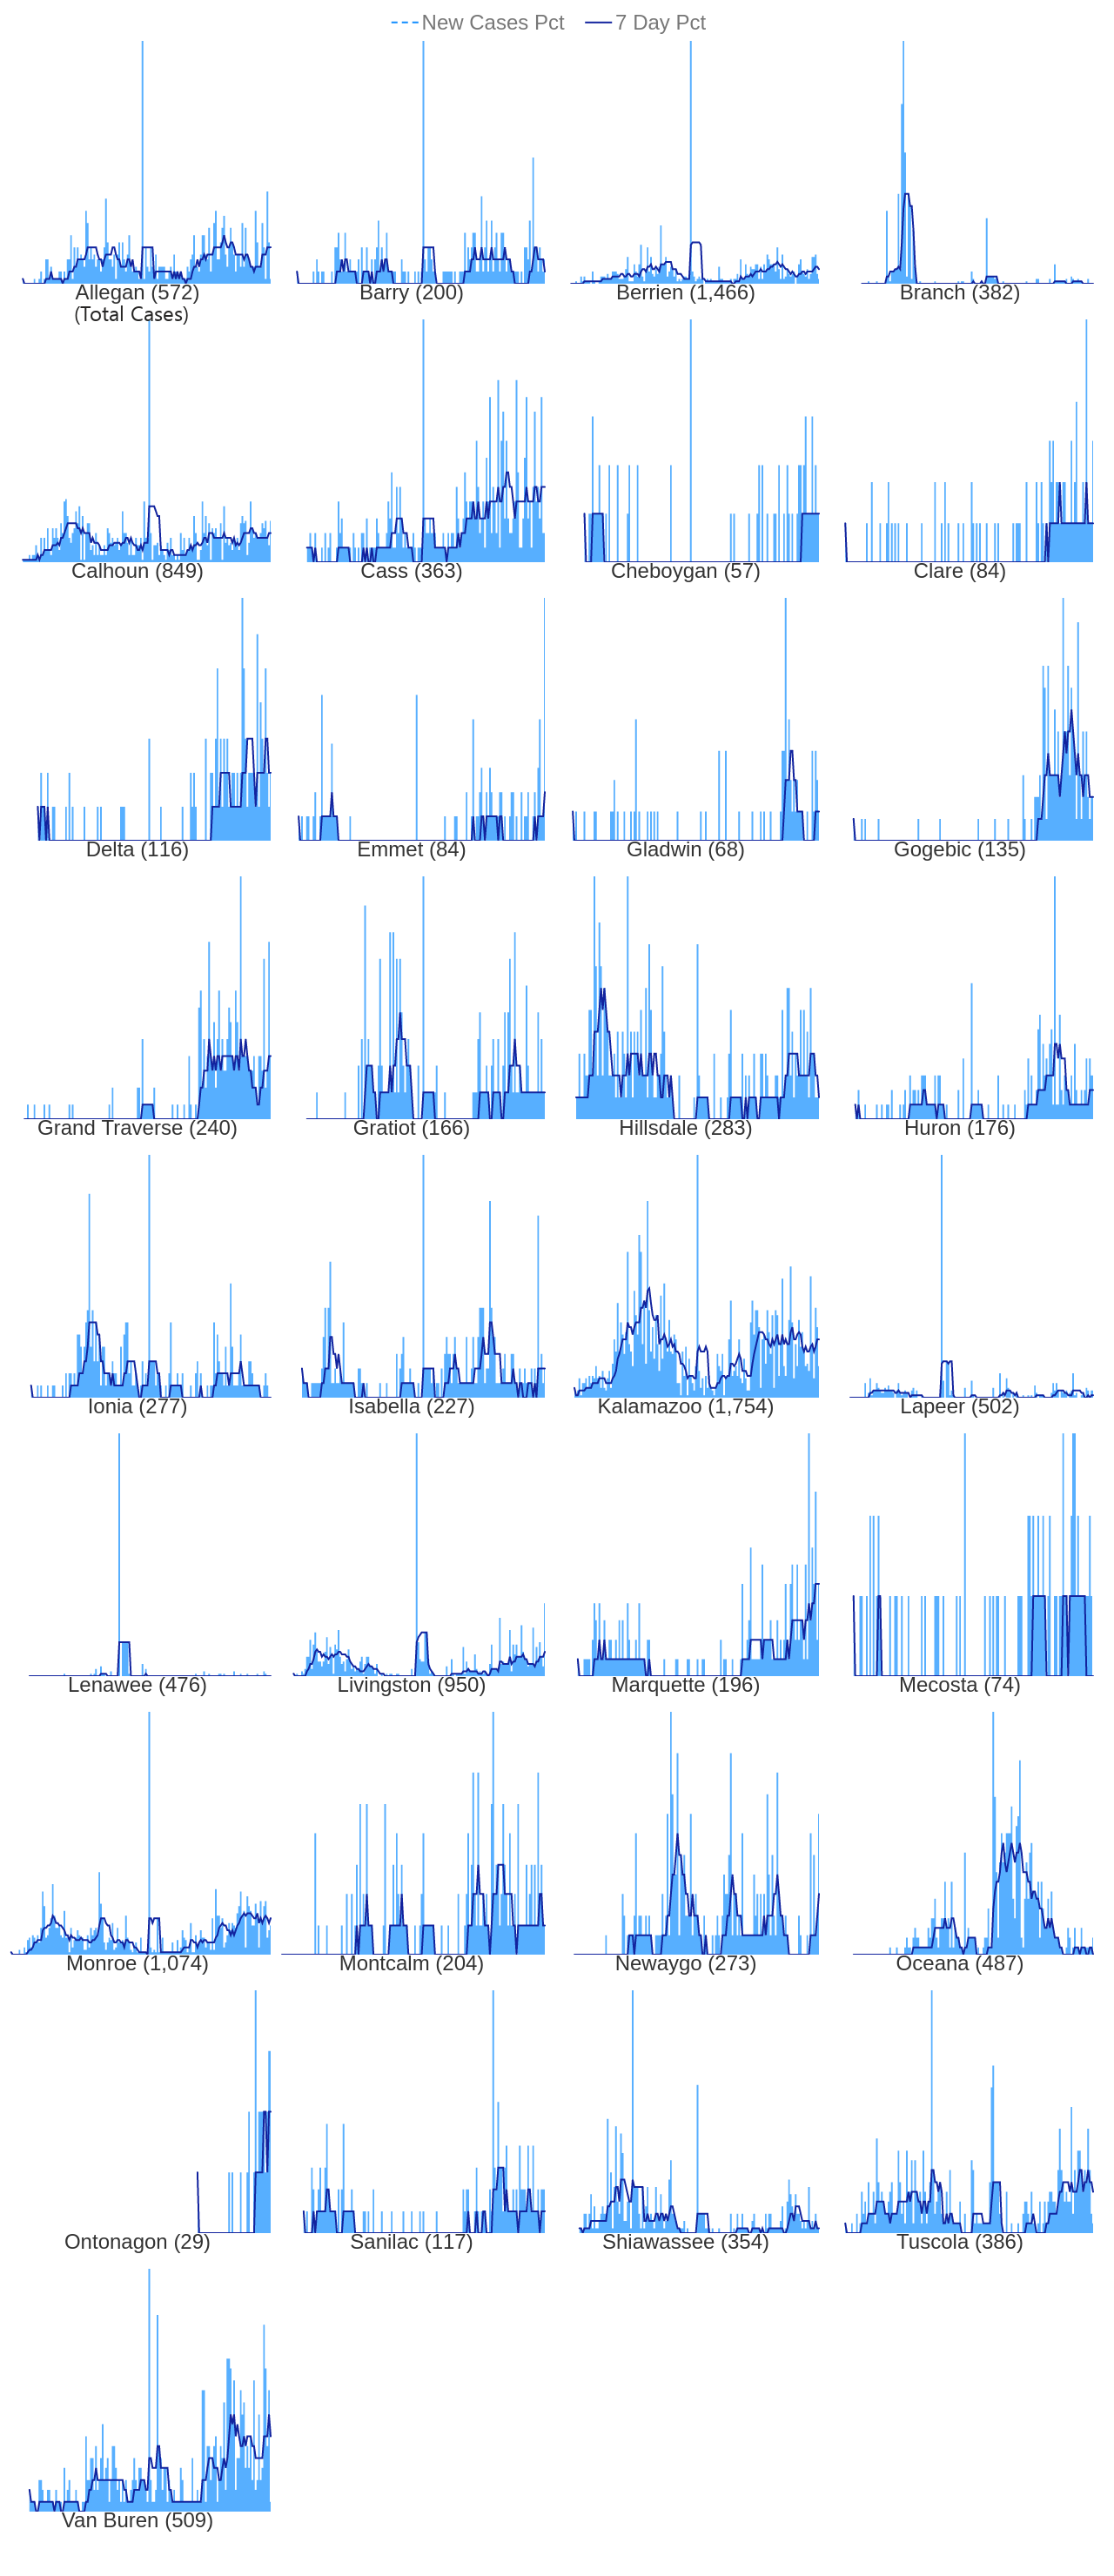 New Cases Pct 7 Day Pct
Allegan (572) Barry (200) Berrien (1,466) Branch (382)
(Total Cases)
Calhoun (849) Cass (363) Cheboygan (57) Clare (84)
Delta (116) Emmet (84) Gladwin (68) Gogebic (135)
Grand Traverse (240) Gratiot (166) Hillsdale (283) Huron (176)
Ionia (277) Isabella (227) Kalamazoo (1,754) Lapeer (502)
Lenawee (476) Livingston (950) Marquette (196) Mecosta (74)
Monroe (1,074) Montcalm (204) Newaygo (273) Oceana (487)
Ontonagon (29) Sanilac (117) Shiawassee (354) Tuscola (386)
Van Buren (509)